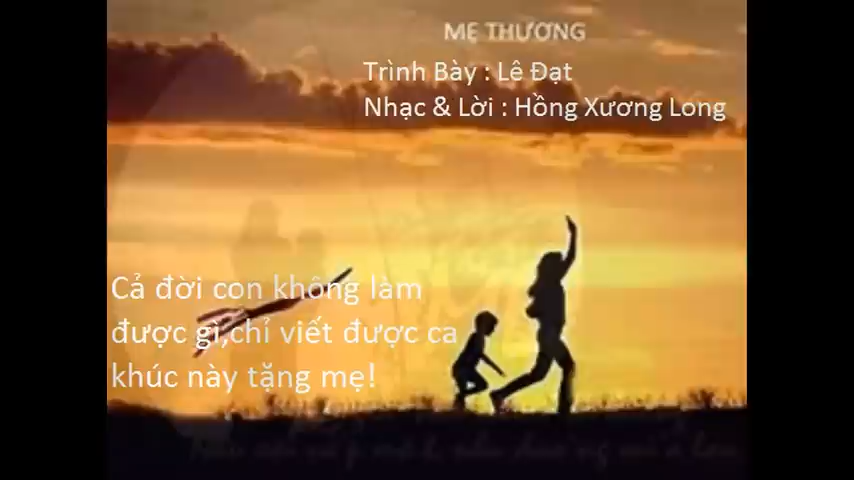 MẸ THƯƠNG
Trình Bày : Lê Đạt
Nhạc & Lời : Hồng Xương Long
Cả đời con không làm
được gì,chỉ viết được ca
khúc này tặng mẹ!